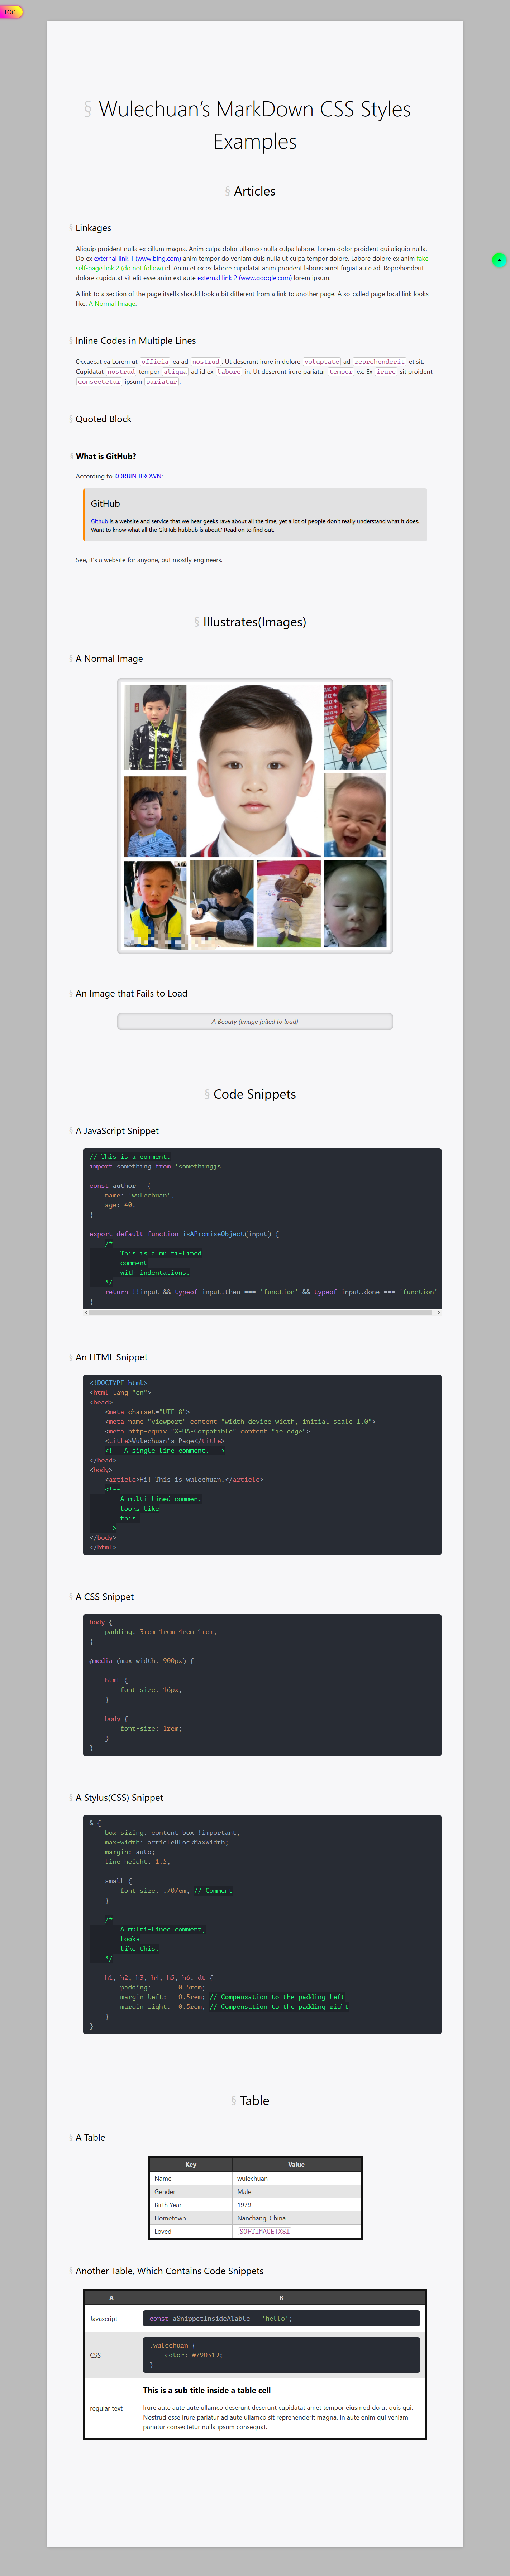 TOC
§ Wulechuan’s MarkDown CSS Styles
Examples
§ Articles
§ Linkages
Aliquip proident nulla ex cillum magna. Anim culpa dolor ullamco nulla culpa labore. Lorem dolor proident qui aliquip nulla.
Do ex external link 1 (www.bing.com) anim tempor do veniam duis nulla ut culpa tempor dolore. Labore dolore ex anim fake
self-page link 2 (do not follow) id. Anim et ex ex labore cupidatat anim proident laboris amet fugiat aute ad. Reprehenderit
dolore cupidatat sit elit esse anim est aute external link 2 (www.google.com) lorem ipsum.
A link to a section of the page itselfs should look a bit different from a link to another page. A so-called page local link looks
like: A Normal Image.
§ Inline Codes in Multiple Lines
Occaecat ea Lorem ut officia ea ad nostrud. Ut deserunt irure in dolore voluptate ad reprehenderit et sit.
Cupidatat nostrud tempor aliqua ad id ex labore in. Ut deserunt irure pariatur tempor ex. Ex irure sit proident
consectetur ipsum pariatur.
§ Quoted Block
§ What is GitHub?
According to KORBIN BROWN:
GitHub
Github is a website and service that we hear geeks rave about all the time, yet a lot of people don’t really understand what it does.
Want to know what all the GitHub hubbub is about? Read on to find out.
See, it’s a website for anyone, but mostly engineers.
§ Illustrates(Images)
§ A Normal Image
§ An Image that Fails to Load
A Beauty (Image failed to load)
§ Code Snippets
§ A JavaScript Snippet
// This is a comment.
import something from 'somethingjs'
const author = {
name: 'wulechuan',
age: 40,
}
export default function isAPromiseObject(input) {
/*
This is a multi-lined
comment
with indentations.
*/
return !!input && typeof input.then === 'function' && typeof input.done === 'function'
}
§ An HTML Snippet
<!DOCTYPE html>
<html lang="en">
<head>
<meta charset="UTF-8">
<meta name="viewport" content="width=device-width, initial-scale=1.0">
<meta http-equiv="X-UA-Compatible" content="ie=edge">
<title>Wulechuan's Page</title>
<!-- A single line comment. -->
</head>
<body>
<article>Hi! This is wulechuan.</article>
<!--
A multi-lined comment
looks like
this.
-->
</body>
</html>
§ A CSS Snippet
body {
padding: 3rem 1rem 4rem 1rem;
}
@media (max-width: 900px) {
html {
font-size: 16px;
}
body {
font-size: 1rem;
}
}
§ A Stylus(CSS) Snippet
& {
box-sizing: content-box !important;
max-width: articleBlockMaxWidth;
margin: auto;
line-height: 1.5;
small {
font-size: .707em; // Comment
}
/*
A multi-lined comment,
looks
like this.
*/
h1, h2, h3, h4, h5, h6, dt {
padding: 0.5rem;
margin-left: -0.5rem; // Compensation to the padding-left
margin-right: -0.5rem; // Compensation to the padding-right
}
}
§ Table
§ A Table
Key Value
Name wulechuan
Gender Male
Birth Year 1979
Hometown Nanchang, China
Loved SOFTIMAGE|XSI
§ Another Table, Which Contains Code Snippets
A B
Javascript const aSnippetInsideATable = 'hello';
CSS
.wulechuan {
color: #790319;
}
This is a sub title inside a table cell
regular text
Irure aute aute aute ullamco deserunt deserunt cupidatat amet tempor eiusmod do ut quis qui.
Nostrud esse irure pariatur ad aute ullamco sit reprehenderit magna. In aute enim qui veniam
pariatur consectetur nulla ipsum consequat.